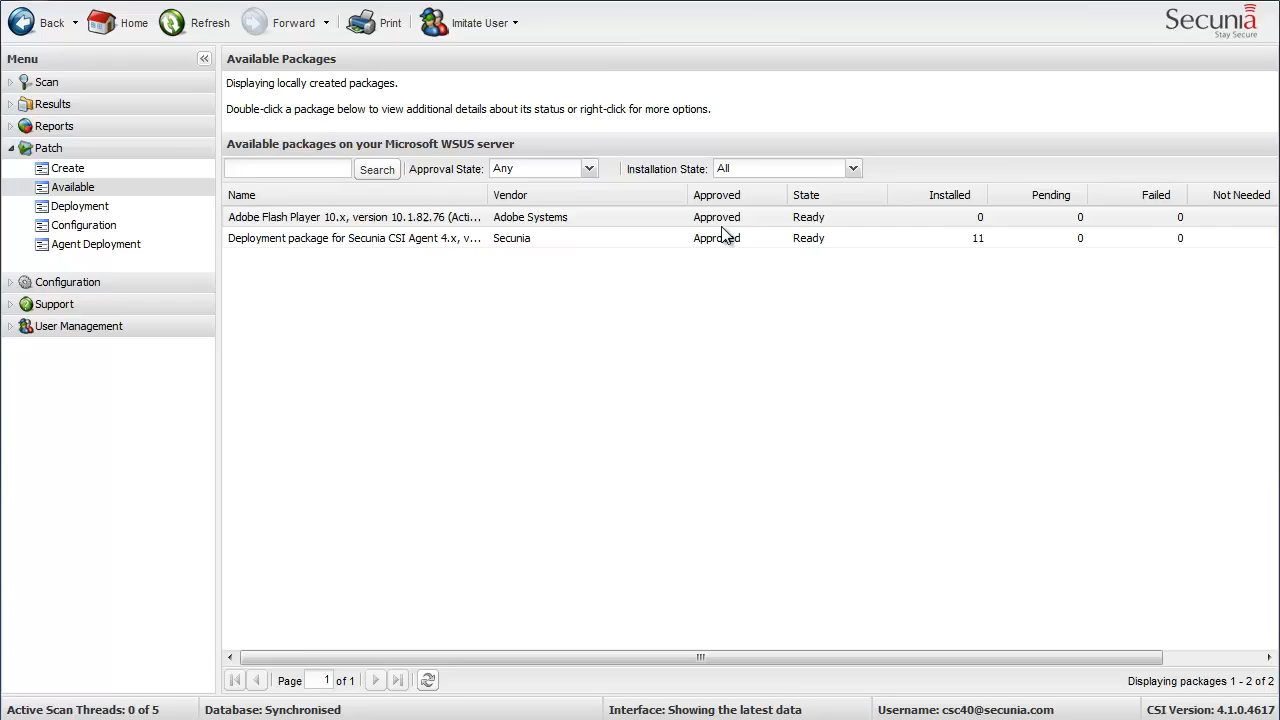 Back Home Refresh Forward Print Imitate User
Secunia
Stay Secure
Menu
Scan
Results
Reports
Patch
Create
Available
Deployment
Configuration
Agent Deployment
Configuration
Support
User Management
Available Packages
Displaying locally created packages.
Double-click a package below to view additional details about its status or right-click for more options.
Available packages on your Microsoft WSUS server
Search Approval State: Any Installation State: All
Name Vendor Approved State Installed Pending Failed Not Needed
Adobe Flash Player 10.x, version 10.1.82.76 (Acti... Adobe Systems Approved Ready 0 0 0
Deployment package for Secunia CSI Agent 4.x, v... Secunia Approved Ready 11 0 0
Page 1 of 1
Displaying packages 1 - 2 of 2
Active Scan Threads: 0 of 5 Database: Synchronised Interface: Showing the latest data Username: csc40@secunia.com CSI Version: 4.1.0.4617